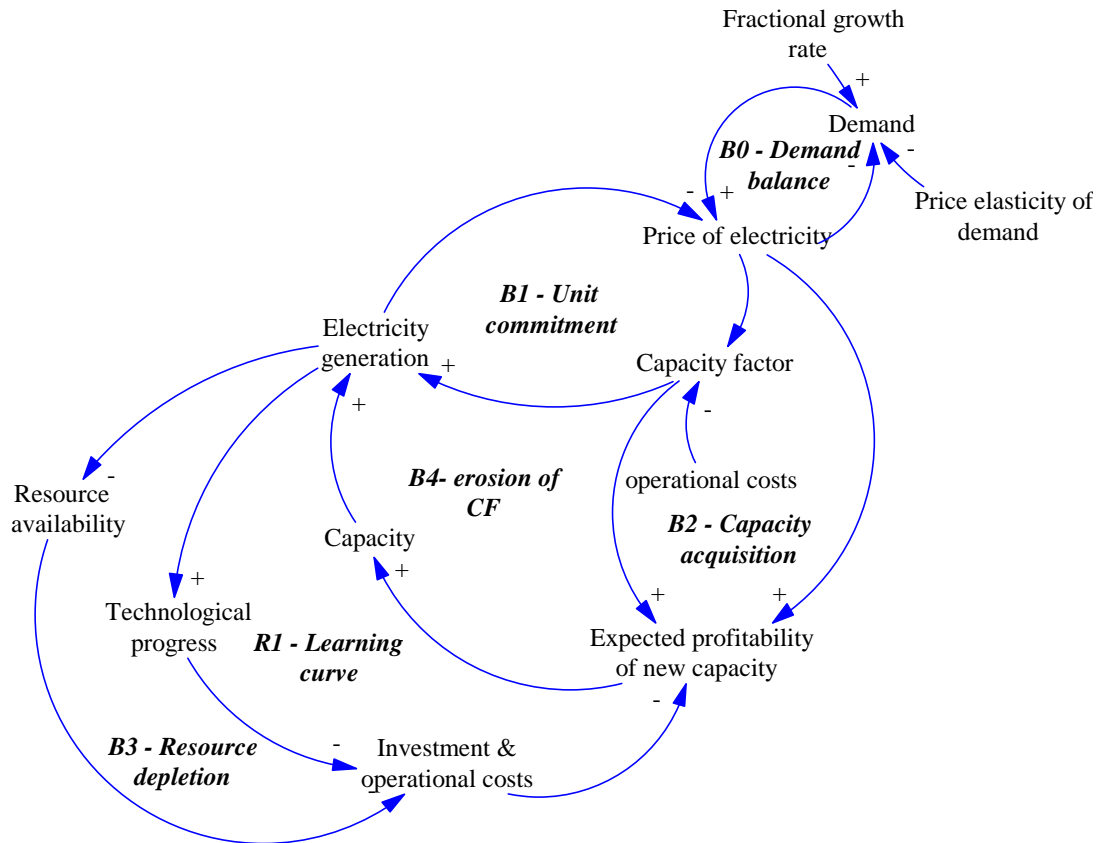 Fractional growth
rate
+
Demand
-
B0 - Demand
balance
-
- +
Price elasticity of
demand
Price of electricity
B1 - Unit
commitment
Electricity
generation
+
Capacity factor
+
-
B4- erosion of
CF
operational costs
Resource
availability
-
B2 - Capacity
acquisition
Capacity
+
+
Technological
progress
+
+
R1 - Learning
curve
Expected profitability
of new capacity
-
B3 - Resource
depletion
-
Investment &
operational costs
-